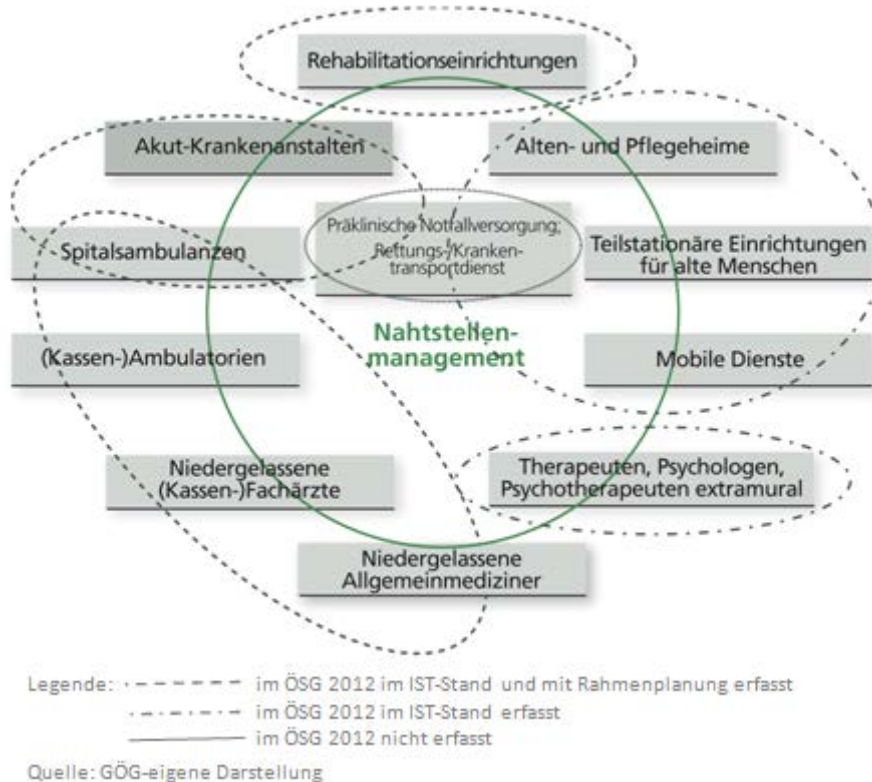 Rehabilitationseinrichtungen
Akut-Krankenanstalten
Alten- und Pflegeheime
Präklinische Notfallversorgung;
Rettungs-/Kranken-
transportdienst
Spitalsambulanzen
Teilstationäre Einrichtungen
für alte Menschen
Nahtstellen-
management
(Kassen-)Ambulatorien
Mobile Dienste
Niedergelassene
(Kassen-)Fachärzte
Therapeuten, Psychologen,
Psychotherapeuten extramural
Niedergelassene
Allgemeinmediziner
Legende:
im ÖSG 2012 im IST-Stand und mit Rahmenplanung erfasst
im ÖSG 2012 im IST-Stand erfasst
im ÖSG 2012 nicht erfasst
Quelle: GÖG-eigene Darstellung